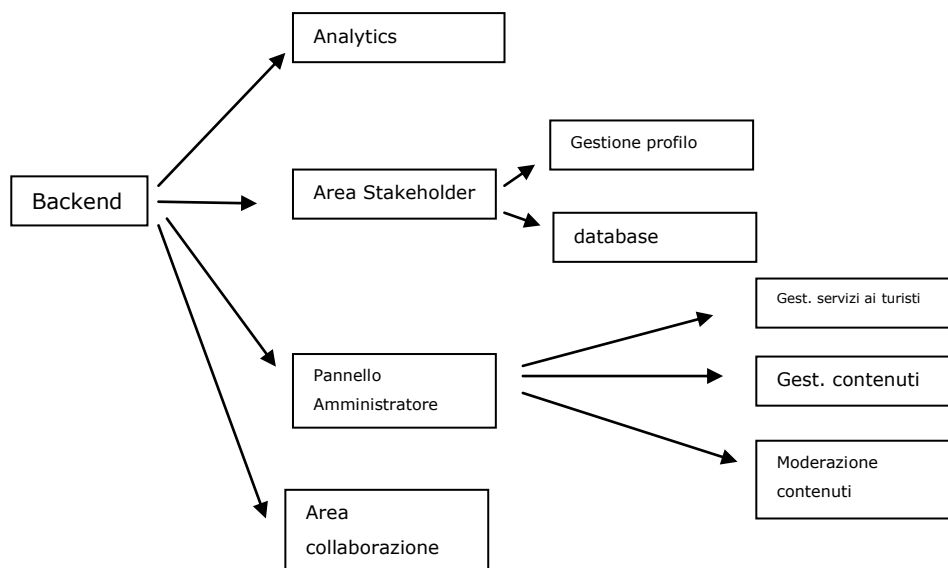 Analytics
Gestione profilo
Backend
Area Stakeholder
database
Gest. servizi ai turisti
Pannello
Amministratore
Gest. contenuti
Moderazione
contenuti
Area
collaborazione